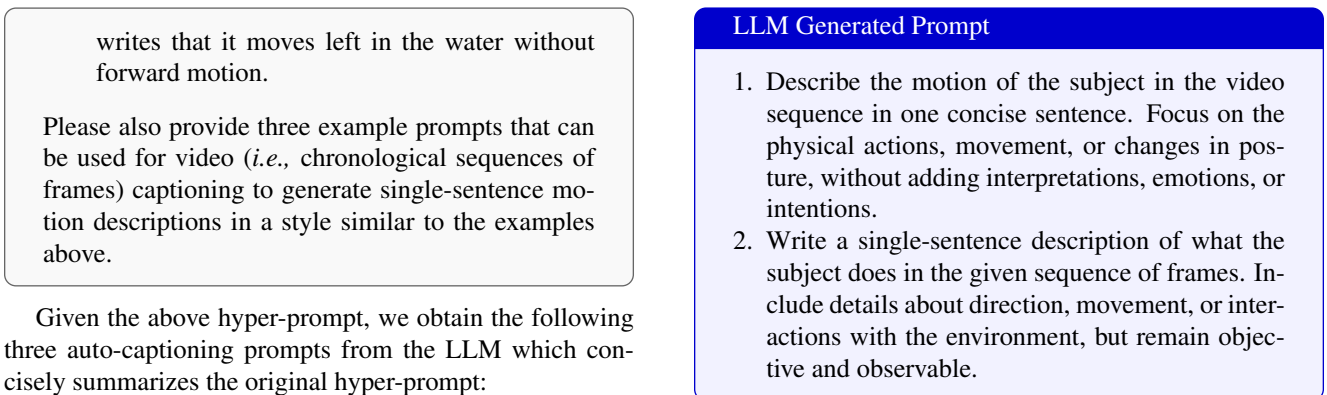 writes that it moves left in the water without
forward motion.
Please also provide three example prompts that can
be used for video (i.e., chronological sequences of
frames) captioning to generate single-sentence mo-
tion descriptions in a style similar to the examples
above.
Given the above hyper-prompt, we obtain the following
three auto-captioning prompts from the LLM which con-
cisely summarizes the original hyper-prompt:
LLM Generated Prompt
1. Describe the motion of the subject in the video
sequence in one concise sentence. Focus on the
physical actions, movement, or changes in pos-
ture, without adding interpretations, emotions, or
intentions.
2. Write a single-sentence description of what the
subject does in the given sequence of frames. In-
clude details about direction, movement, or inter-
actions with the environment, but remain objec-
tive and observable.